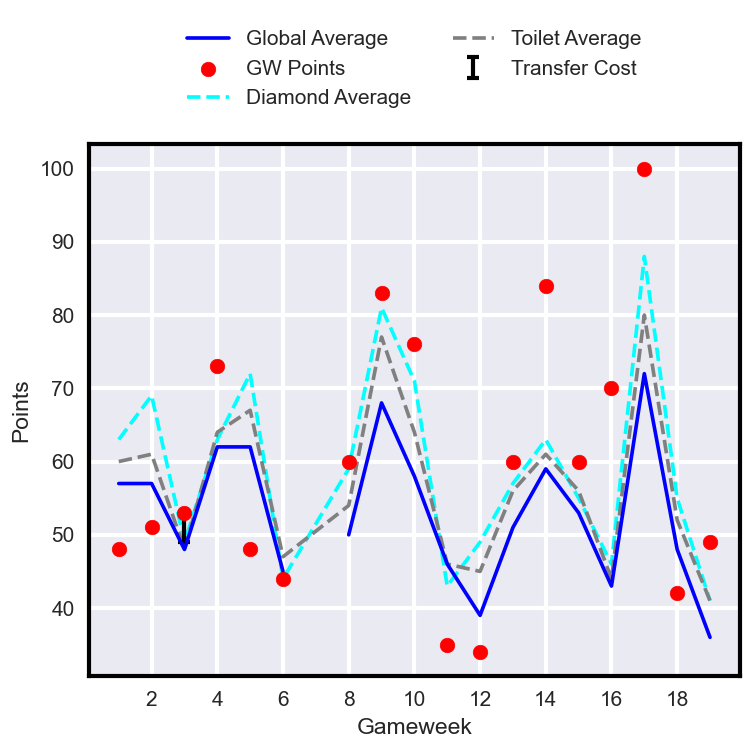 Global Average
GW Points
Diamond Average
Toilet Average
Transfer Cost
100
90
80
70
60
50
40
Points
2 4 6 8 10 12 14 16 18
Gameweek